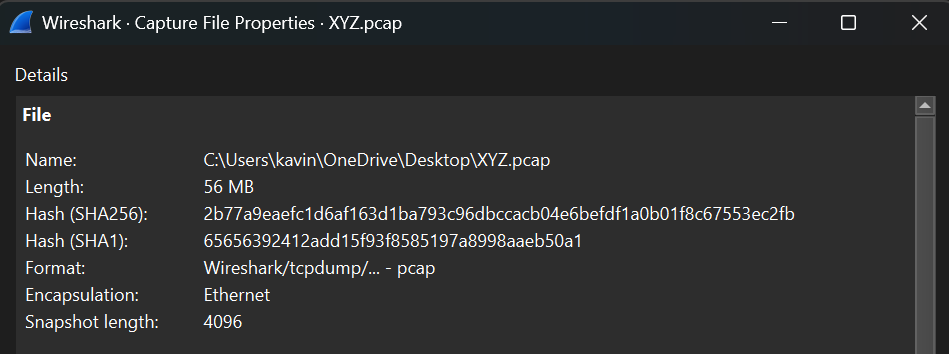 Wireshark · Capture File Properties · XYZ.pcap
Details
File
Name: C:\Users\kavin\OneDrive\Desktop\XYZ.pcap
Length: 56 MB
Hash (SHA256): 2b77a9eaefc1d6af163d1ba793c96dbccacb04e6befdf1a0b01f8c67553ec2fb
Hash (SHA1): 65656392412add15f93f8585197a8998aaeb50a1
Format: Wireshark/tcpdump/... - pcap
Encapsulation: Ethernet
Snapshot length: 4096